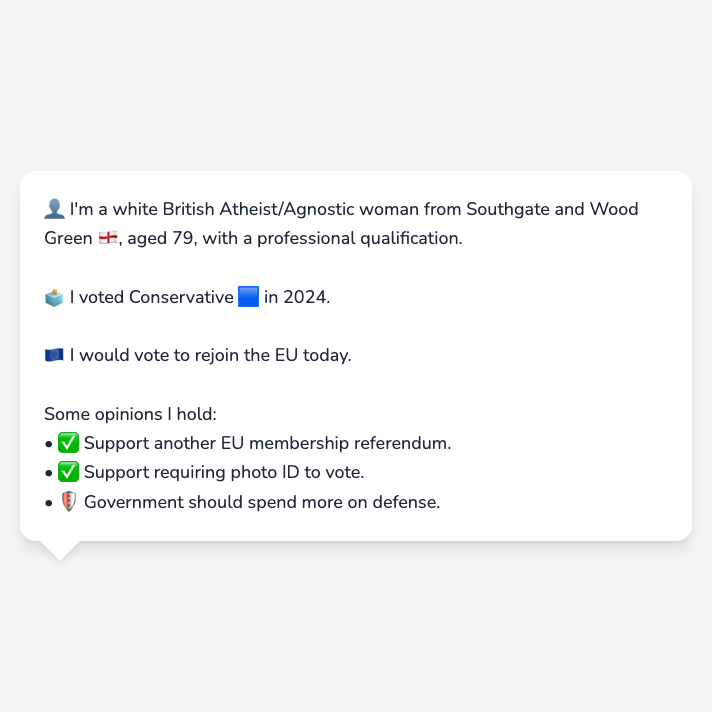 👤 I'm a white British Atheist/Agnostic woman from Southgate and Wood
Green 🏴󠁧󠁢󠁥󠁮󠁧󠁿, aged 79, with a professional qualification.
🗳️ I voted Conservative 🟦 in 2024.
🇪🇺 I would vote to rejoin the EU today.
Some opinions I hold:
• ✅ Support another EU membership referendum.
• ✅ Support requiring photo ID to vote.
• 🛡️ Government should spend more on defense.